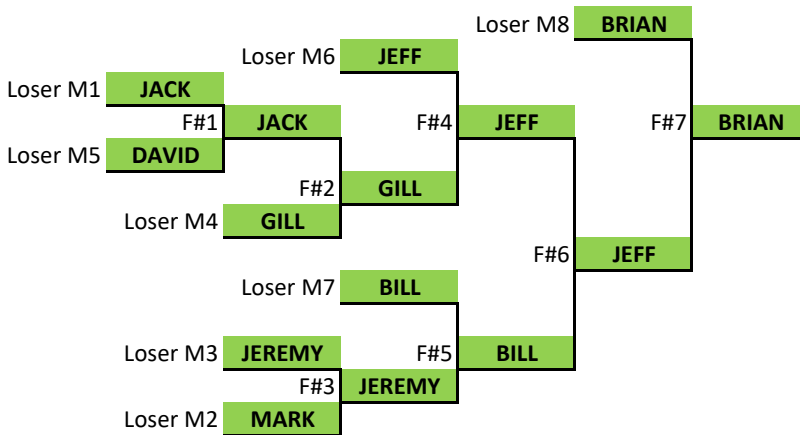 Loser M8 BRIAN
Loser M6 JEFF
Loser M1 JACK
F#1 JACK F#4 JEFF F#7 BRIAN
Loser M5 DAVID
F#2 GILL
Loser M4 GILL
F#6 JEFF
Loser M7 BILL
Loser M3 JEREMY F#5 BILL
F#3 JEREMY
Loser M2 MARK